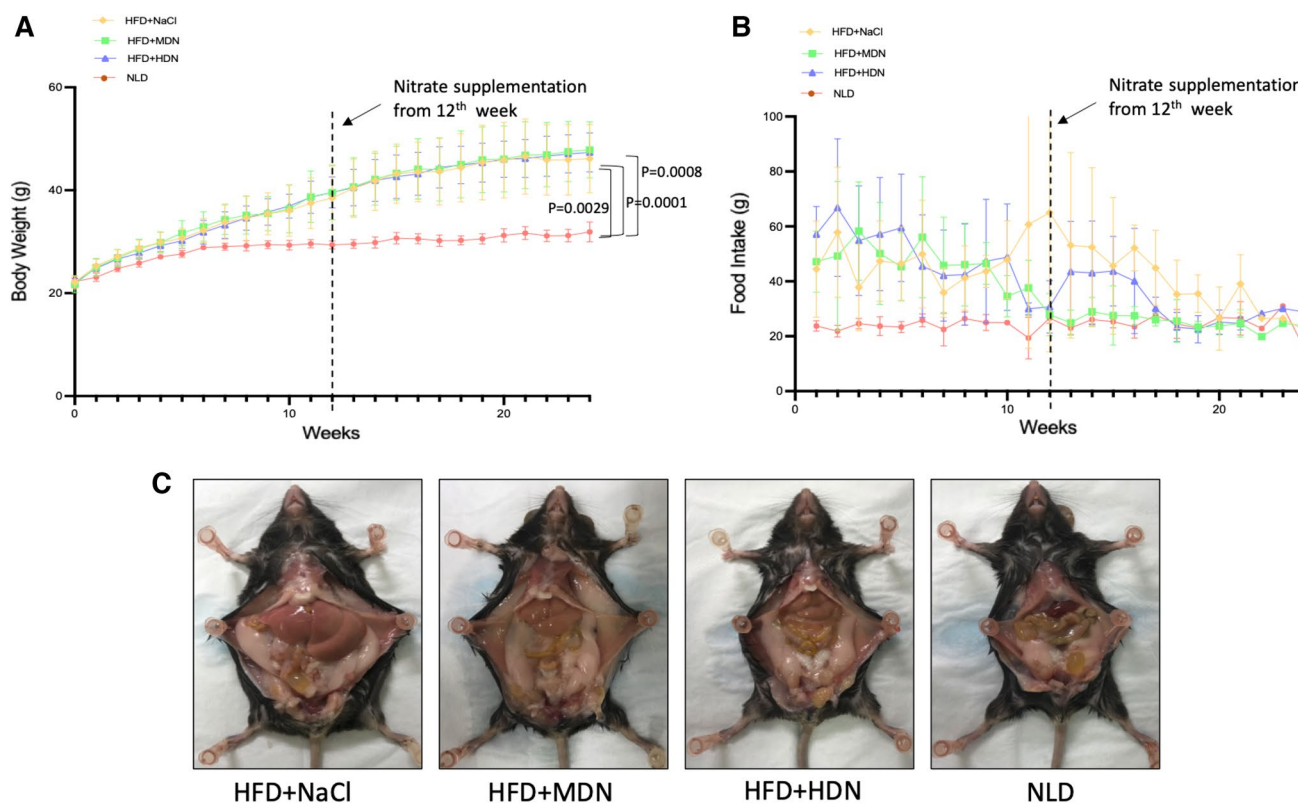 A
HFD+NaCl
HFD+MDN
HFD+HDN
NLD
Nitrate supplementation
from 12th week
60
40
20
0
0
10
20
Body Weight (g)
Weeks
P=0.0008
P=0.0001
P=0.0029
B
HFD+NaCl
HFD+MDN
HFD+HDN
NLD
Nitrate supplementation
from 12th week
100
80
60
40
20
0
0
10
20
Food Intake (g)
Weeks
C
HFD+NaCl
HFD+MDN
HFD+HDN
NLD